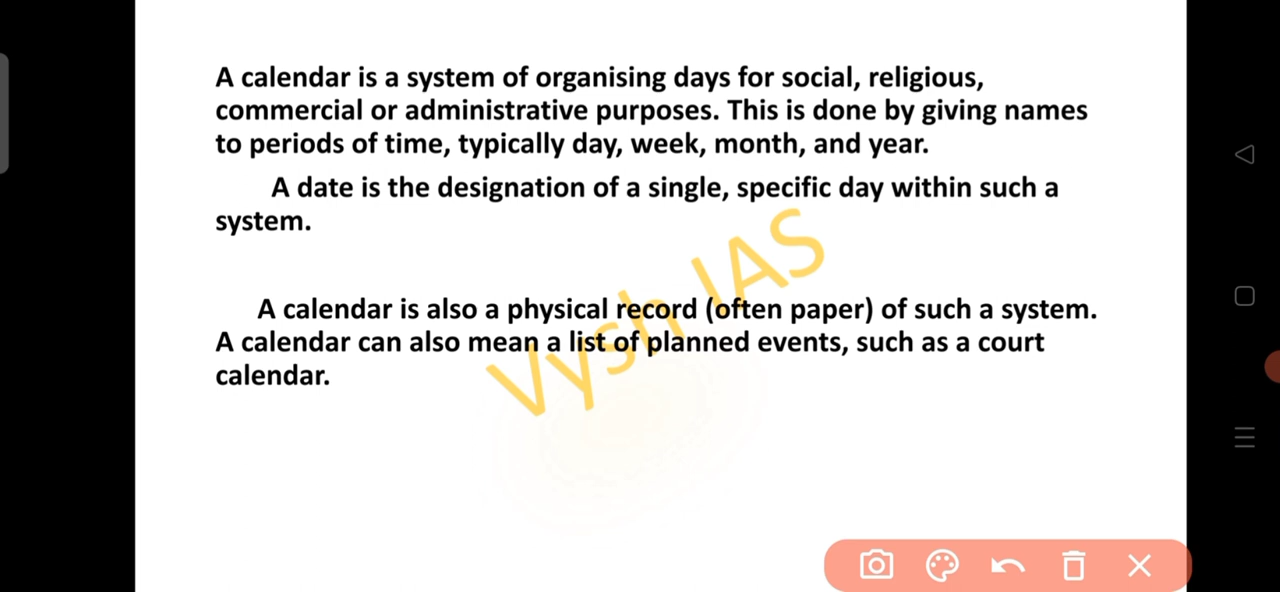 A calendar is a system of organising days for social, religious,
commercial or administrative purposes. This is done by giving names
to periods of time, typically day, week, month, and year.
A date is the designation of a single, specific day within such a
system.
A calendar is also a physical record (often paper) of such a system.
A calendar can also mean a list of planned events, such as a court
calendar.
Vysh IAS